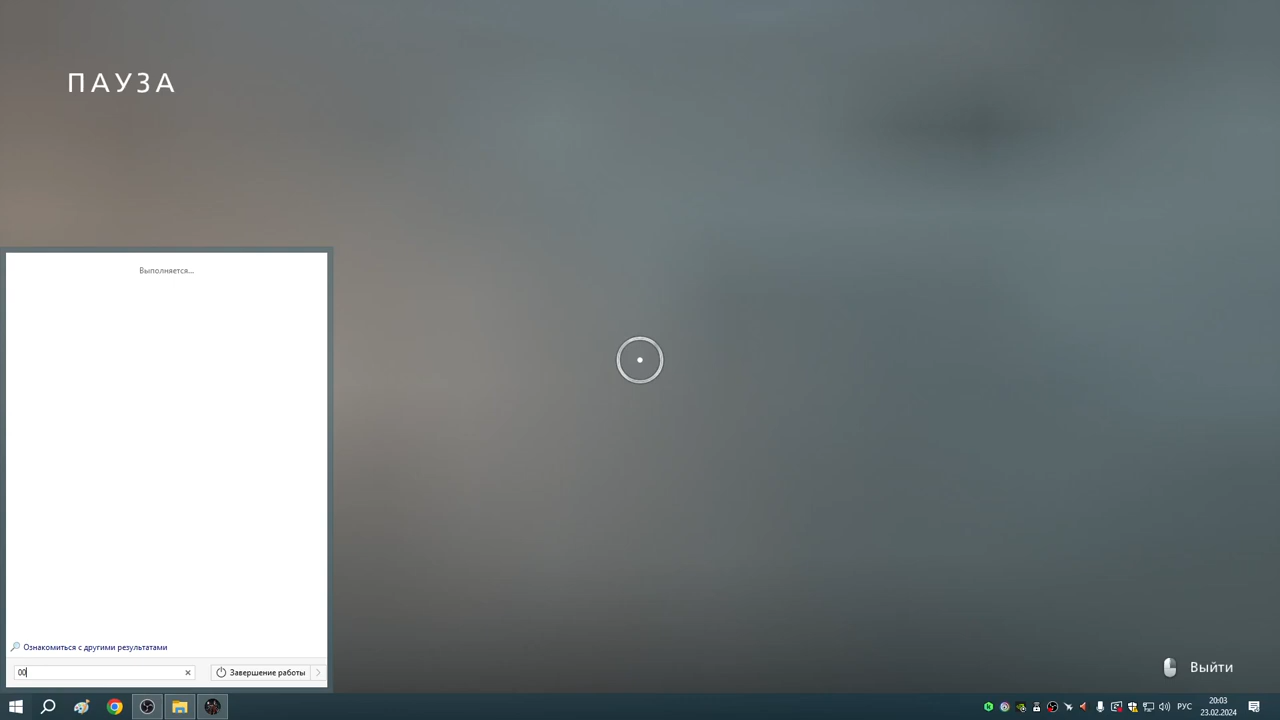 ПАУЗА
Выполняется...
Ознакомиться с другими результатами
00
Завершение работы
Выйти
РУС
20:03
23.02.2024